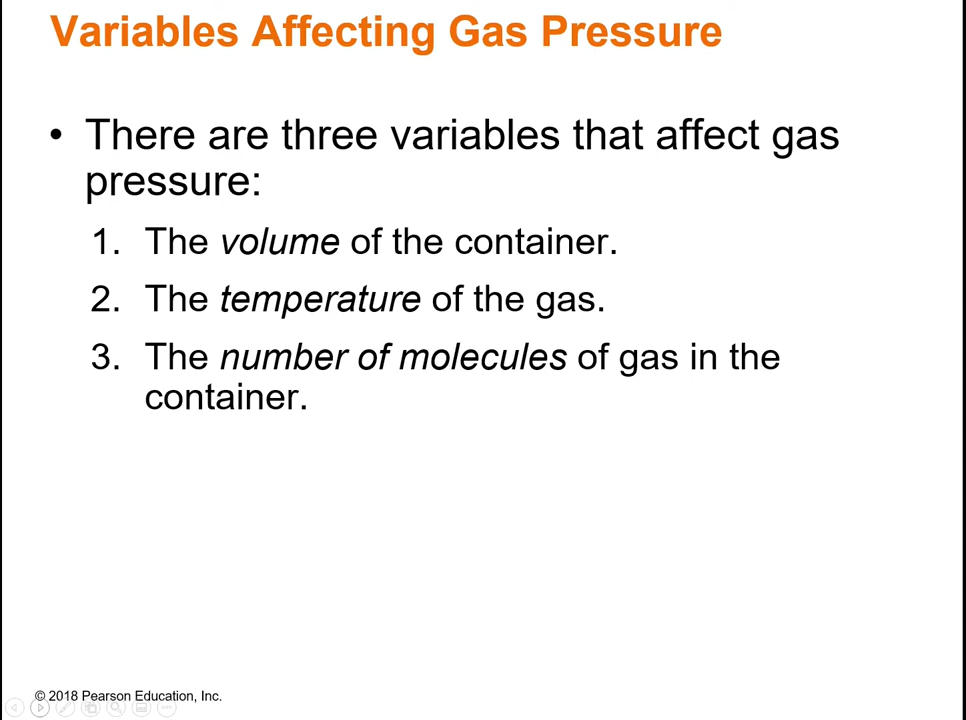 Variables Affecting Gas Pressure
• There are three variables that affect gas
pressure:
1. The volume of the container.
2. The temperature of the gas.
3. The number of molecules of gas in the
container.
© 2018 Pearson Education, Inc.